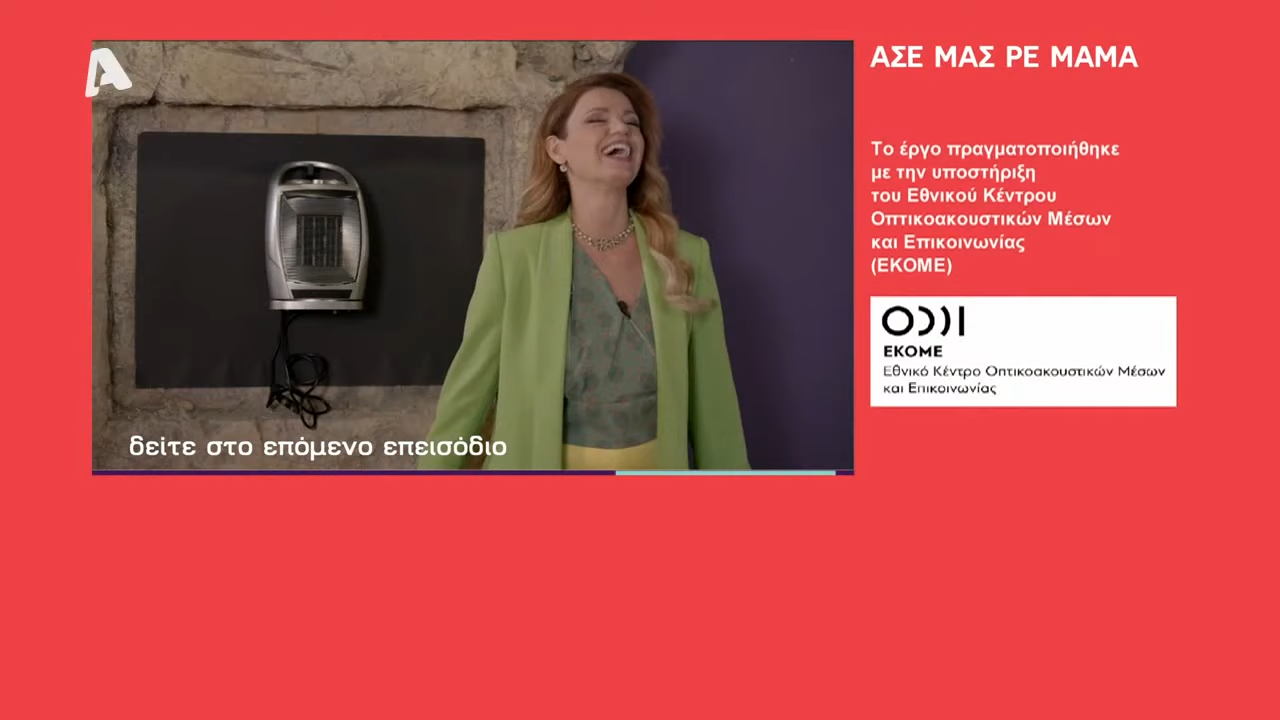 ΑΣΕ ΜΑΣ ΡΕ ΜΑΜΑ
Το έργο πραγματοποιήθηκε
με την υποστήριξη
του Εθνικού Κέντρου
Οπτικοακουστικών Μέσων
και Επικοινωνίας
(ΕΚΟΜΕ)
ΕΚΟΜΕ
Εθνικό Κέντρο Οπτικοακουστικών Μέσων
και Επικοινωνίας
δείτε στο επόμενο επεισόδιο